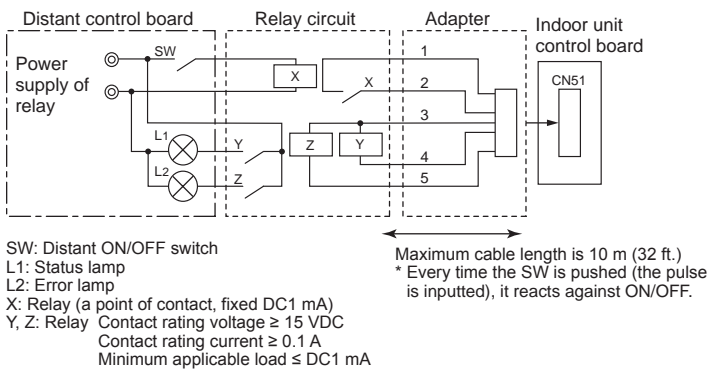 Distant control board
Relay circuit
Adapter
Indoor unit
control board
Power
supply of
relay
SW
X
X
1
2
3
4
5
CN51
L1
L2
Y
Z
Z
Y
SW: Distant ON/OFF switch
L1: Status lamp
L2: Error lamp
X: Relay (a point of contact, fixed DC1 mA)
Y, Z: Relay Contact rating voltage ≥ 15 VDC
Contact rating current ≥ 0.1 A
Minimum applicable load ≤ DC1 mA
Maximum cable length is 10 m (32 ft.)
* Every time the SW is pushed (the pulse
is inputted), it reacts against ON/OFF.